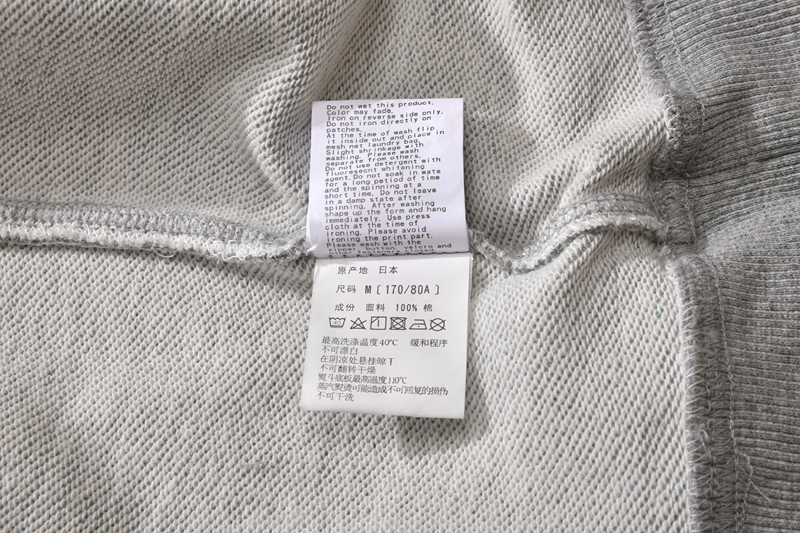 Do not wet this product.
Color may fade.
Iron on reverse side only.
Do not iron directly on
patches.
At the time of wash flip
it inside out and place in
mesh net laundry bag.
Slight shrinkage with
washing. Please wash
separate from others.
Do not use detergent with
fluoresecnt whitening
agent. Do not soak in wate
for a long petiod of time
and the spinning at a
short time. Do not leave
in a damp state after
spinning. After washing
shape up the form and hang
immediately. Use press
cloth at the time of
ironing. Please avoid
ironing the print part.
Please wash with the
zipper, button, velcro and
原产地 日本
尺码 M〔170/80A〕
成份 面料 100% 棉
最高洗涤温度40℃ 缓和程序
不可漂白
在阴凉处悬挂晾干
不可翻转干燥
熨斗底板最高温度110℃
蒸汽熨烫可能造成不可回复的损伤
不可干洗